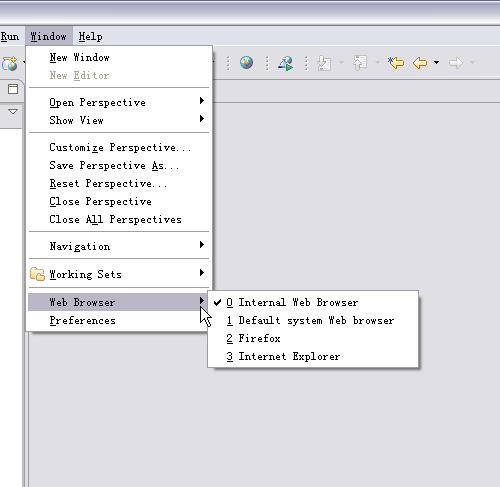 Run Window Help
New Window
New Editor
Open Perspective
Show View
Customize Perspective...
Save Perspective As...
Reset Perspective...
Close Perspective
Close All Perspectives
Navigation
Working Sets
Web Browser
Preferences
0 Internal Web Browser
1 Default system Web browser
2 Firefox
3 Internet Explorer